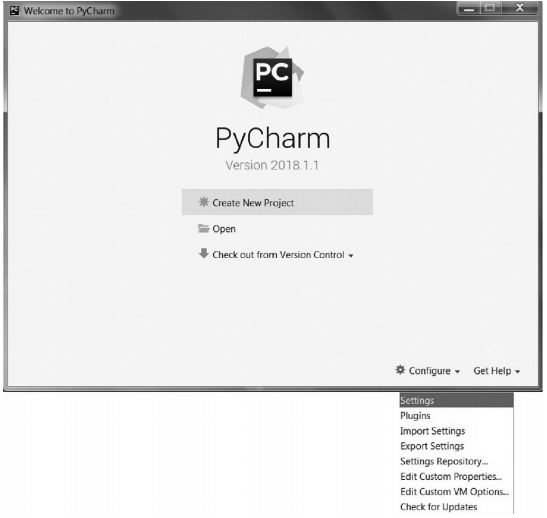 Welcome to PyCharm
PC
PyCharm
Version 2018.1.1
Create New Project
Open
Check out from Version Control
Configure
Get Help
Settings
Plugins
Import Settings
Export Settings
Settings Repository...
Edit Custom Properties...
Edit Custom VM Options...
Check for Updates